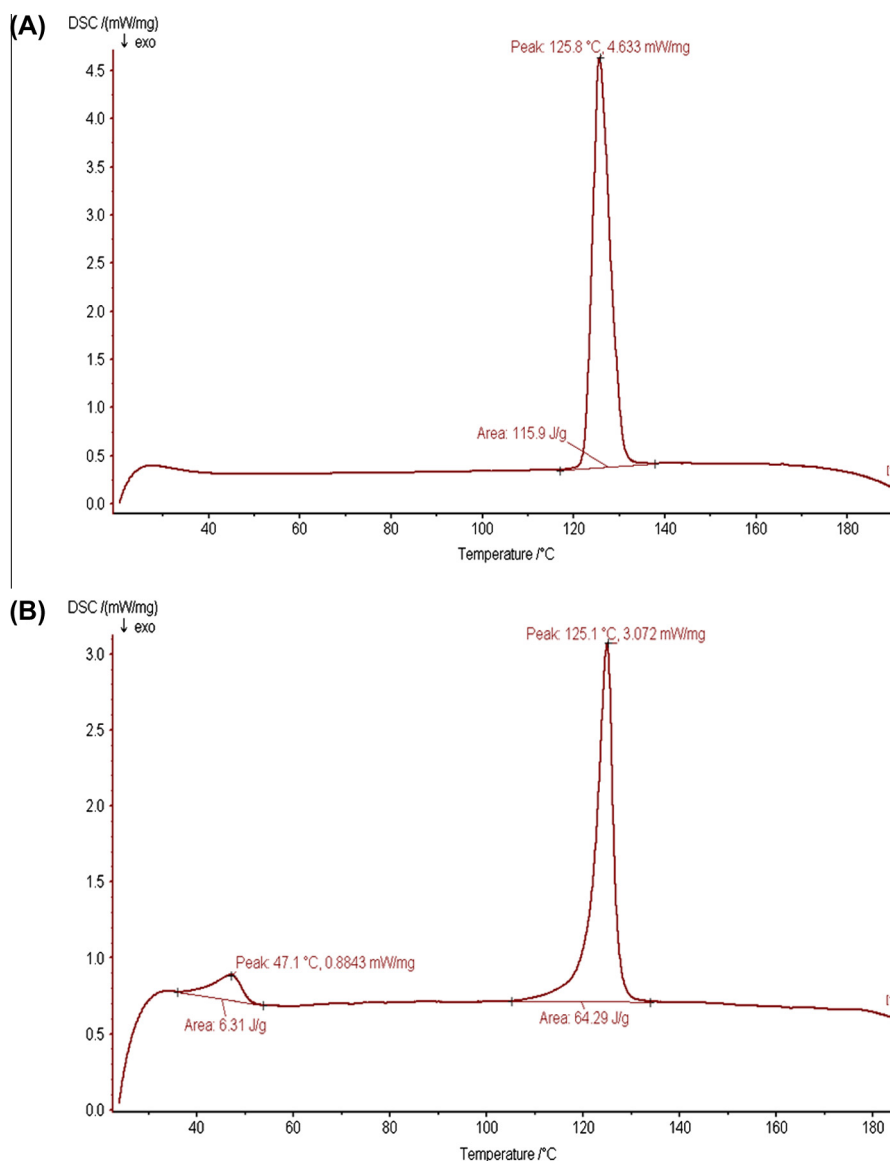 (A)
DSC /(mW/mg)
↓ exo
Peak: 125.8 °C, 4.633 mW/mg
4.5
4.0
3.5
3.0
2.5
2.0
1.5
1.0
Area: 115.9 J/g
0.5
0.0
40 60 80 100 120 140 160 180
Temperature /°C
(B)
DSC /(mW/mg)
↓ exo
Peak: 125.1 °C, 3.072 mW/mg
3.0
2.5
2.0
1.5
1.0
Peak: 47.1 °C, 0.8843 mW/mg
Area: 6.31 J/g
Area: 64.29 J/g
0.5
0.0
40 60 80 100 120 140 160 180
Temperature /°C